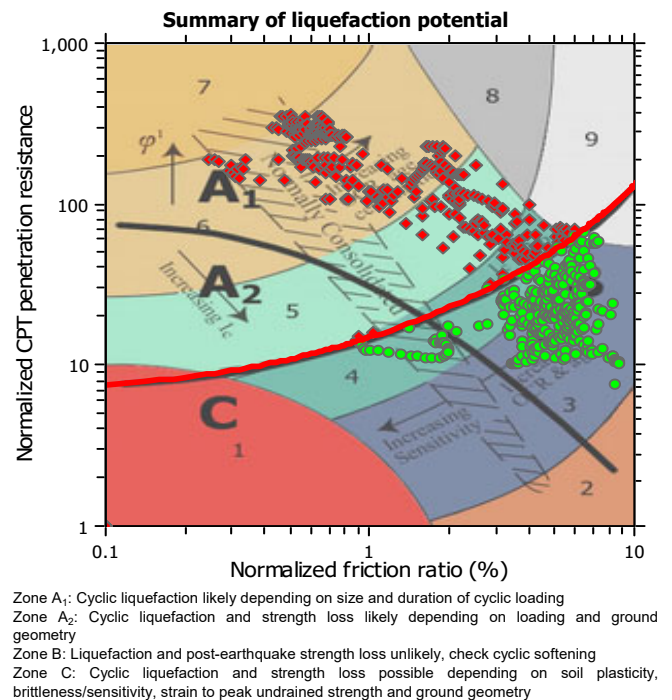 Summary of liquefaction potential
1,000
100
10
1
0.1
1
10
Normalized CPT penetration resistance
Normalized friction ratio (%)
7
8
9
φ'
A1
6
A2
5
4
C
1
3
2
Increasing
Normally Consolidated
Increasing Ic
Increasing
Sensitivity
Zone A₁: Cyclic liquefaction likely depending on size and duration of cyclic loading
Zone A₂: Cyclic liquefaction and strength loss likely depending on loading and ground
geometry
Zone B: Liquefaction and post-earthquake strength loss unlikely, check cyclic softening
Zone C: Cyclic liquefaction and strength loss possible depending on soil plasticity,
brittleness/sensitivity, strain to peak undrained strength and ground geometry